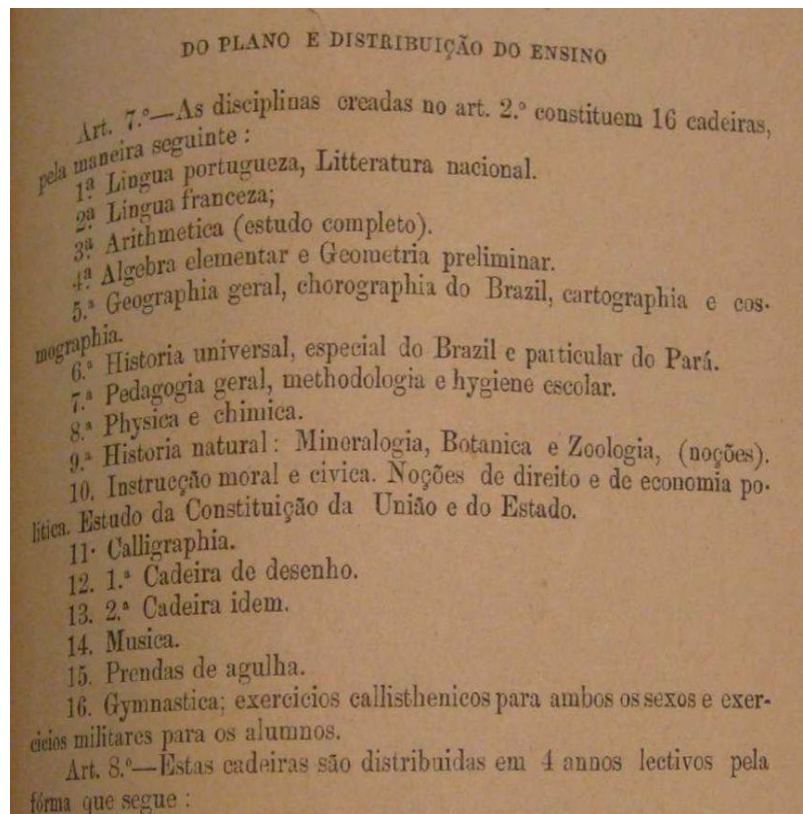 DO PLANO E DISTRIBUIÇÃO DO ENSINO
Art. 7.º—As disciplinas creadas no art. 2.º constituem 16 cadeiras,
pela maneira seguinte :
1ª Lingua portugueza, Litteratura nacional.
2ª Lingua franceza;
3ª Arithmetica (estudo completo).
4.ª Algebra elementar e Geometria preliminar.
5.ª Geographia geral, chorographia do Brazil, cartographia e cos-
mographia.
6.ª Historia universal, especial do Brazil e particular do Pará.
7.ª Pedagogia geral, methodologia e hygiene escolar.
8.ª Physica e chimica.
9.ª Historia natural : Mineralogia, Botanica e Zoologia, (noções).
10. Instrucção moral e civica. Noções de direito e de economia po-
litica. Estudo da Constituição da União e do Estado.
11· Calligraphia.
12. 1.ª Cadeira de desenho.
13. 2.ª Cadeira idem.
14. Musica.
15. Prendas de agulha.
16. Gymnastica; exercicios callisthenicos para ambos os sexos e exer-
cicios militares para os alumnos.
Art. 8.º—Estas cadeiras são distribuidas em 4 annos lectivos pela
fórma que segue :